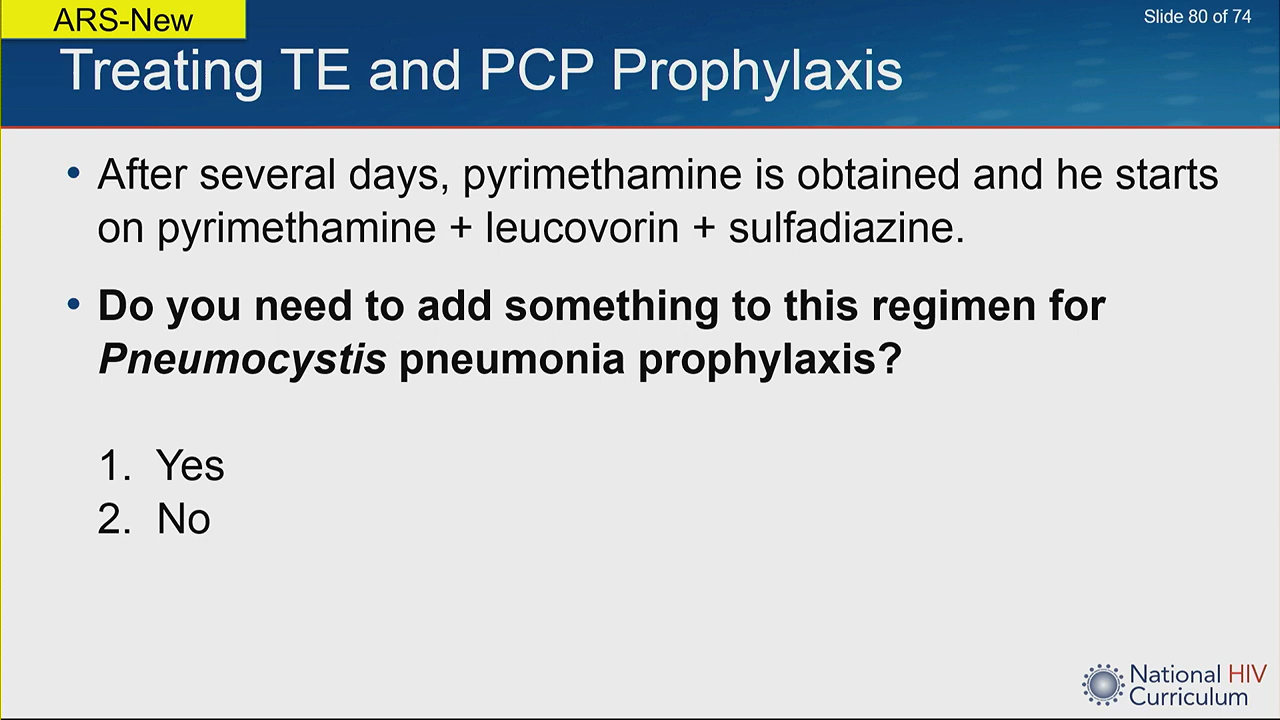 ARS-New
Slide 80 of 74
Treating TE and PCP Prophylaxis
• After several days, pyrimethamine is obtained and he starts
on pyrimethamine + leucovorin + sulfadiazine.
• Do you need to add something to this regimen for
Pneumocystis pneumonia prophylaxis?
1. Yes
2. No
National HIV
Curriculum